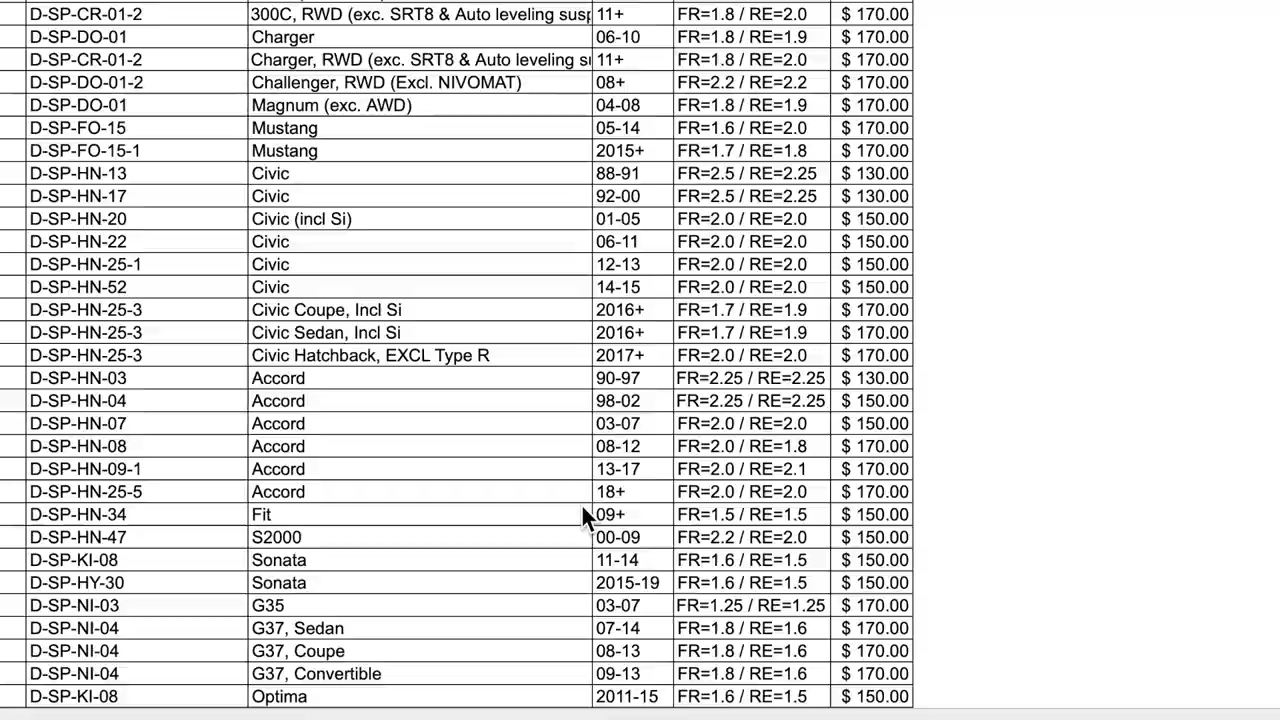 D-SP-CR-01-2 300C, RWD (exc. SRT8 & Auto leveling susp 11+ FR=1.8 / RE=2.0 $ 170.00
D-SP-DO-01 Charger 06-10 FR=1.8 / RE=1.9 $ 170.00
D-SP-CR-01-2 Charger, RWD (exc. SRT8 & Auto leveling su 11+ FR=1.8 / RE=2.0 $ 170.00
D-SP-DO-01-2 Challenger, RWD (Excl. NIVOMAT) 08+ FR=2.2 / RE=2.2 $ 170.00
D-SP-DO-01 Magnum (exc. AWD) 04-08 FR=1.8 / RE=1.9 $ 170.00
D-SP-FO-15 Mustang 05-14 FR=1.6 / RE=2.0 $ 170.00
D-SP-FO-15-1 Mustang 2015+ FR=1.7 / RE=1.8 $ 170.00
D-SP-HN-13 Civic 88-91 FR=2.5 / RE=2.25 $ 130.00
D-SP-HN-17 Civic 92-00 FR=2.5 / RE=2.25 $ 130.00
D-SP-HN-20 Civic (incl Si) 01-05 FR=2.0 / RE=2.0 $ 150.00
D-SP-HN-22 Civic 06-11 FR=2.0 / RE=2.0 $ 150.00
D-SP-HN-25-1 Civic 12-13 FR=2.0 / RE=2.0 $ 150.00
D-SP-HN-52 Civic 14-15 FR=2.0 / RE=2.0 $ 150.00
D-SP-HN-25-3 Civic Coupe, Incl Si 2016+ FR=1.7 / RE=1.9 $ 170.00
D-SP-HN-25-3 Civic Sedan, Incl Si 2016+ FR=1.7 / RE=1.9 $ 170.00
D-SP-HN-25-3 Civic Hatchback, EXCL Type R 2017+ FR=2.0 / RE=2.0 $ 170.00
D-SP-HN-03 Accord 90-97 FR=2.25 / RE=2.25 $ 130.00
D-SP-HN-04 Accord 98-02 FR=2.25 / RE=2.25 $ 150.00
D-SP-HN-07 Accord 03-07 FR=2.0 / RE=2.0 $ 150.00
D-SP-HN-08 Accord 08-12 FR=2.0 / RE=1.8 $ 170.00
D-SP-HN-09-1 Accord 13-17 FR=2.0 / RE=2.1 $ 170.00
D-SP-HN-25-5 Accord 18+ FR=2.0 / RE=2.0 $ 170.00
D-SP-HN-34 Fit 09+ FR=1.5 / RE=1.5 $ 150.00
D-SP-HN-47 S2000 00-09 FR=2.2 / RE=2.0 $ 150.00
D-SP-KI-08 Sonata 11-14 FR=1.6 / RE=1.5 $ 150.00
D-SP-HY-30 Sonata 2015-19 FR=1.6 / RE=1.5 $ 150.00
D-SP-NI-03 G35 03-07 FR=1.25 / RE=1.25 $ 170.00
D-SP-NI-04 G37, Sedan 07-14 FR=1.8 / RE=1.6 $ 170.00
D-SP-NI-04 G37, Coupe 08-13 FR=1.8 / RE=1.6 $ 170.00
D-SP-NI-04 G37, Convertible 09-13 FR=1.8 / RE=1.6 $ 170.00
D-SP-KI-08 Optima 2011-15 FR=1.6 / RE=1.5 $ 150.00